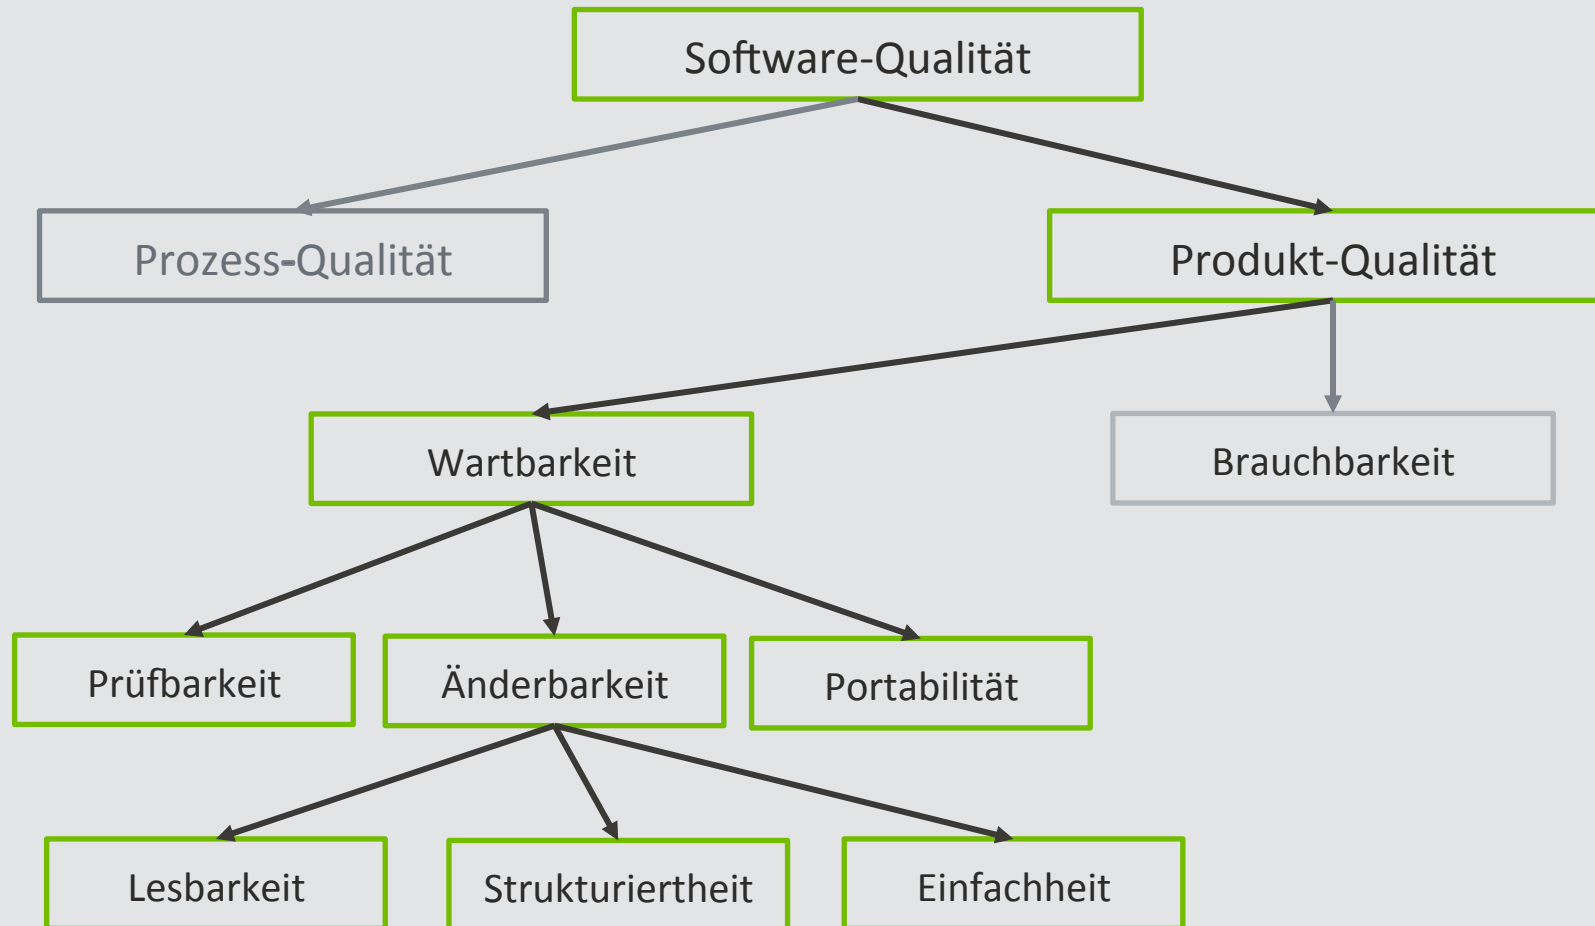 Software-Qualität
Prozess-Qualität
Produkt-Qualität
Wartbarkeit
Brauchbarkeit
Prüfbarkeit
Änderbarkeit
Portabilität
Lesbarkeit
Strukturiertheit
Einfachheit